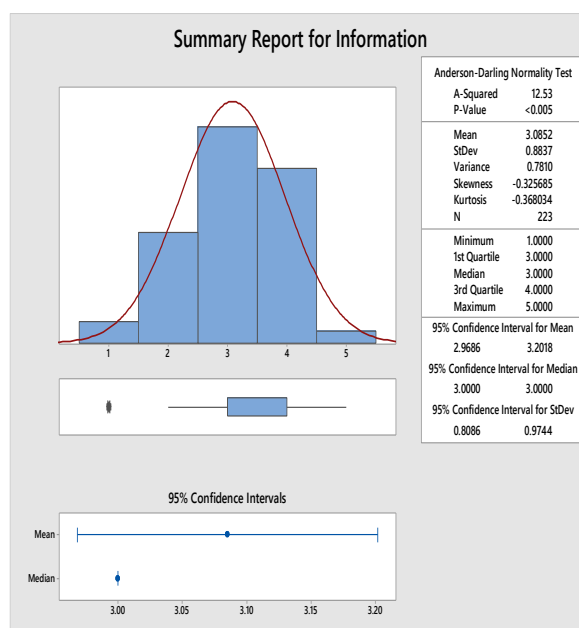 Summary Report for Information
Anderson-Darling Normality Test
A-Squared 12.53
P-Value <0.005
Mean 3.0852
StDev 0.8837
Variance 0.7810
Skewness -0.325685
Kurtosis -0.368034
N 223
Minimum 1.0000
1st Quartile 3.0000
Median 3.0000
3rd Quartile 4.0000
Maximum 5.0000
95% Confidence Interval for Mean
2.9686 3.2018
95% Confidence Interval for Median
3.0000 3.0000
95% Confidence Interval for StDev
0.8086 0.9744
1 2 3 4 5
95% Confidence Intervals
Mean
Median
3.00 3.05 3.10 3.15 3.20